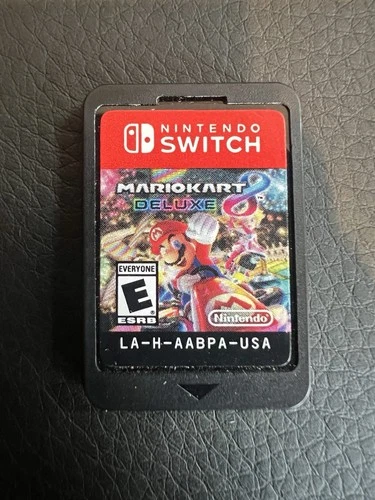 NINTENDO
SWITCH
MARIOKART 8
DELUXE
EVERYONE
E
ESRB
Nintendo
LA-H-AABPA-USA